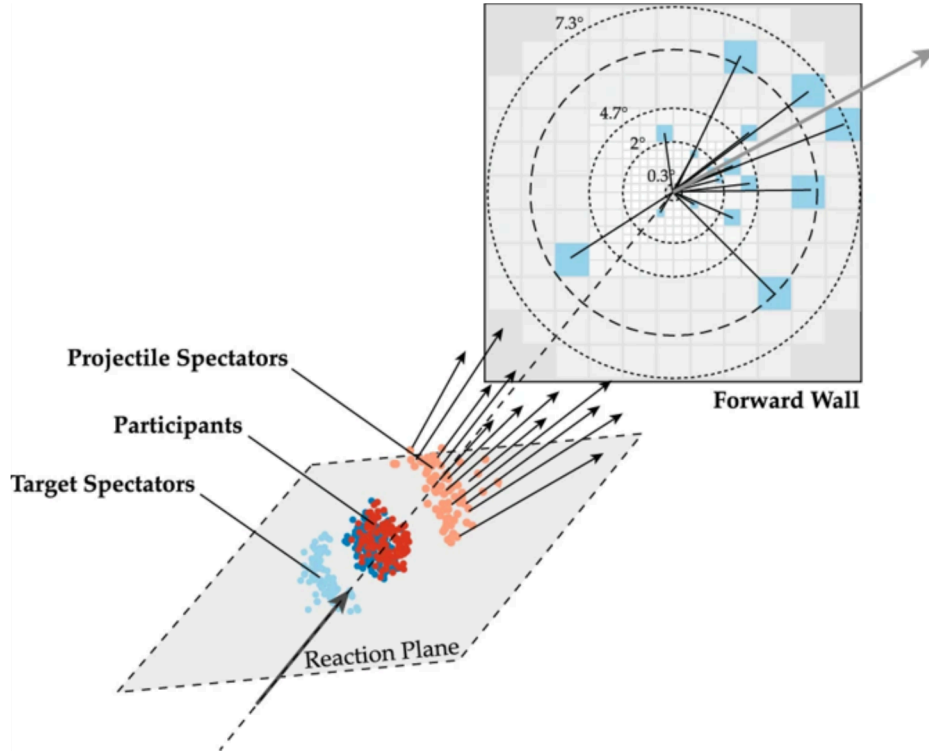 7.3°
4.7°
2°
0.3°
Forward Wall
Projectile Spectators
Participants
Target Spectators
Reaction Plane